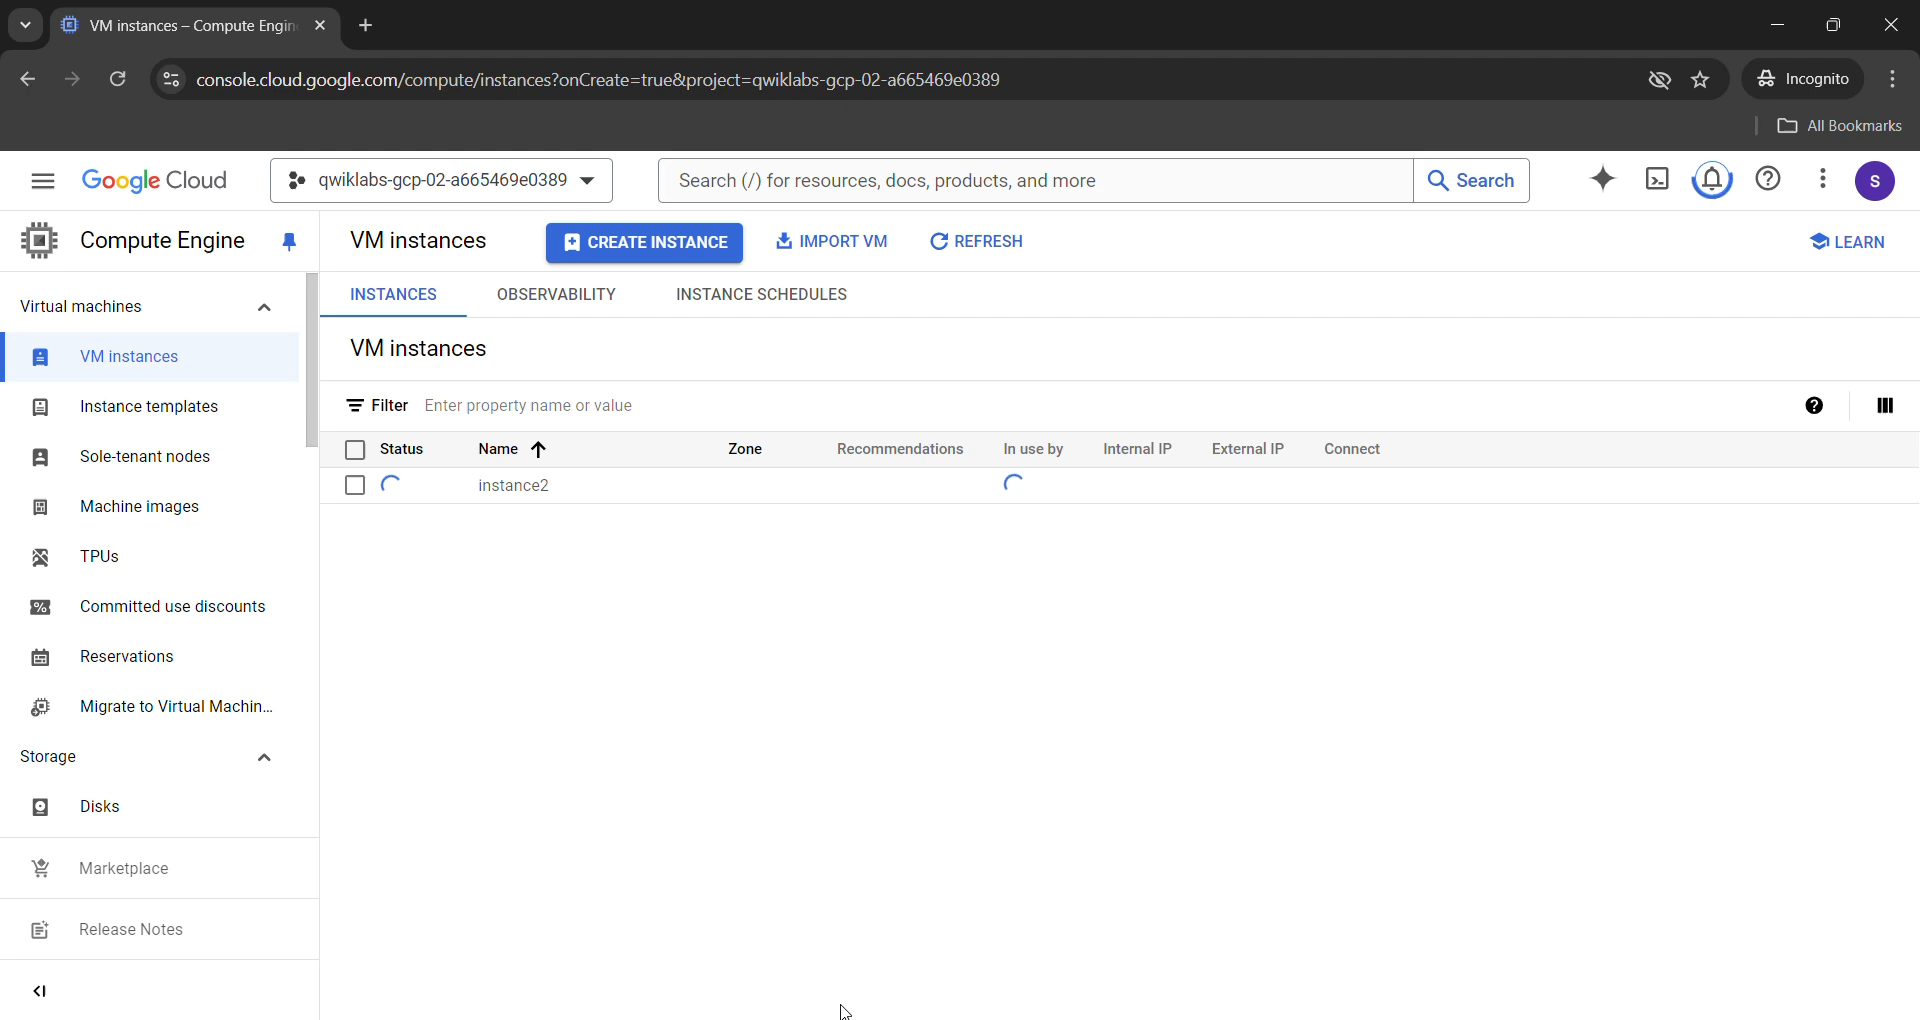 VM instances – Compute Engin
console.cloud.google.com/compute/instances?onCreate=true&project=qwiklabs-gcp-02-a665469e0389
Incognito
All Bookmarks
Google Cloud
qwiklabs-gcp-02-a665469e0389
Search (/) for resources, docs, products, and more
Search
S
Compute Engine
VM instances
CREATE INSTANCE
IMPORT VM
REFRESH
LEARN
Virtual machines
VM instances
Instance templates
Sole-tenant nodes
Machine images
TPUs
Committed use discounts
Reservations
Migrate to Virtual Machin...
Storage
Disks
Marketplace
Release Notes
INSTANCES OBSERVABILITY INSTANCE SCHEDULES
VM instances
Filter Enter property name or value
Status Name Zone Recommendations In use by Internal IP External IP Connect
instance2